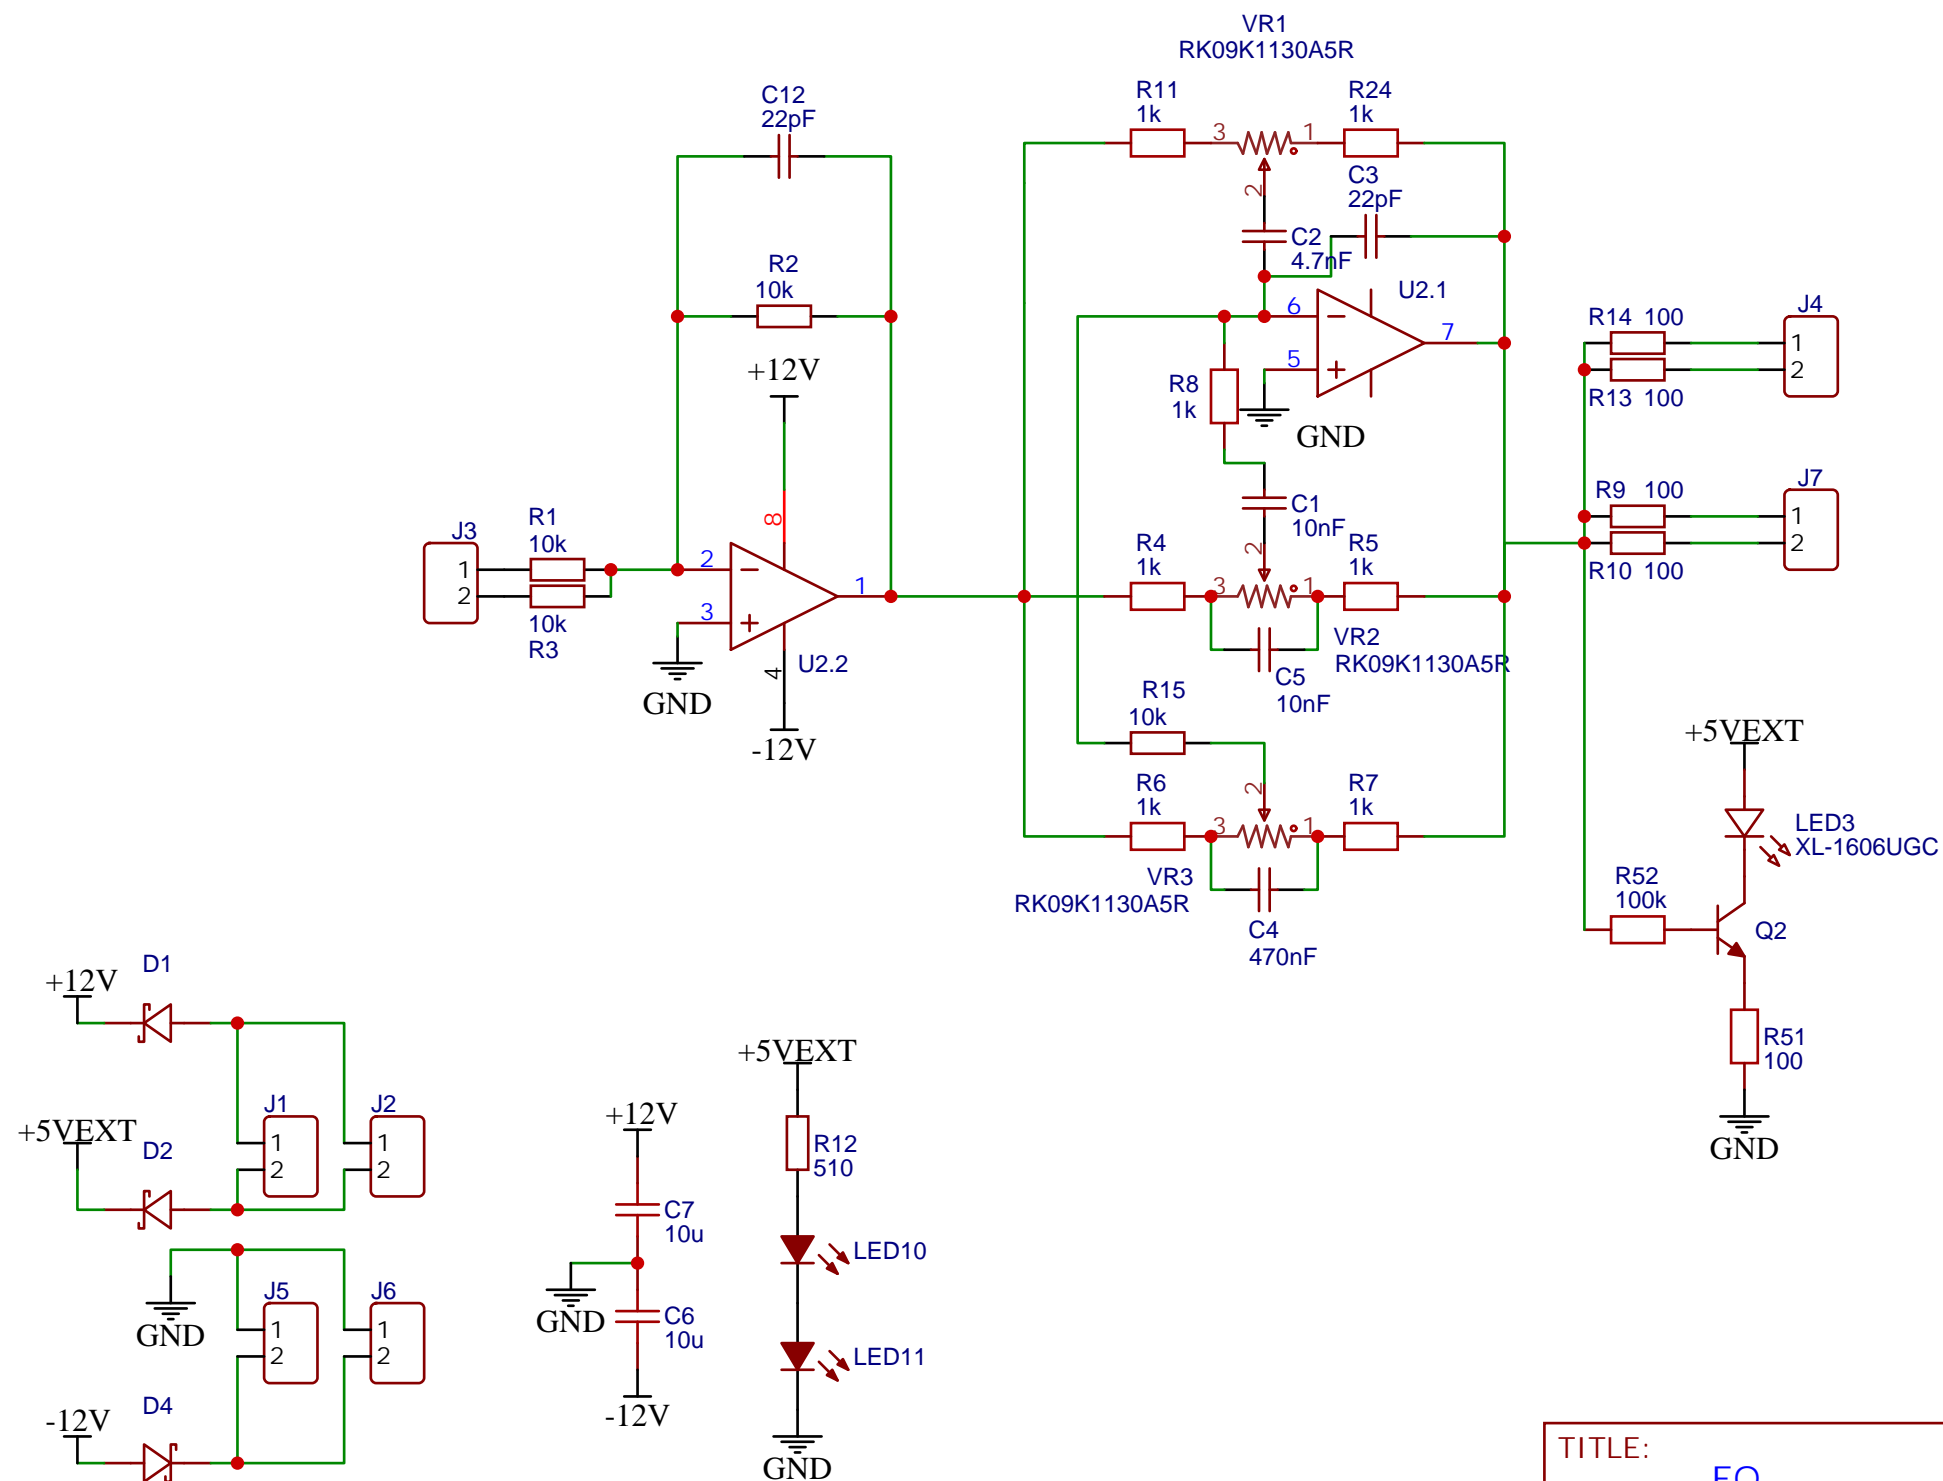 VR1
RK09K1130A5R
C12
22pF
R11
1k
R24
1k
3
1
2
C3
22pF
C2
4.7nF
R2
10k
U2.1
6
5
7
J4
R14 100
1
2
R13 100
+12V
R8
1k
GND
8
J3
1
2
R1
10k
10k
R3
2
3
1
4
U2.2
GND
-12V
C1
10nF
R9 100
R10 100
J7
1
2
R4
1k
2
3
1
R5
1k
VR2
RK09K1130A5R
C5
10nF
R15
10k
R6
1k
2
3
1
R7
1k
VR3
RK09K1130A5R
C4
470nF
+5VEXT
LED3
XL-1606UGC
R52
100k
Q2
R51
100
GND
+12V
D1
+5VEXT
D2
J1
1
2
J2
1
2
GND
J5
1
2
J6
1
2
-12V
D4
+12V
C7
10u
GND
C6
10u
-12V
+5VEXT
R12
510
LED10
LED11
GND
TITLE:
EQ